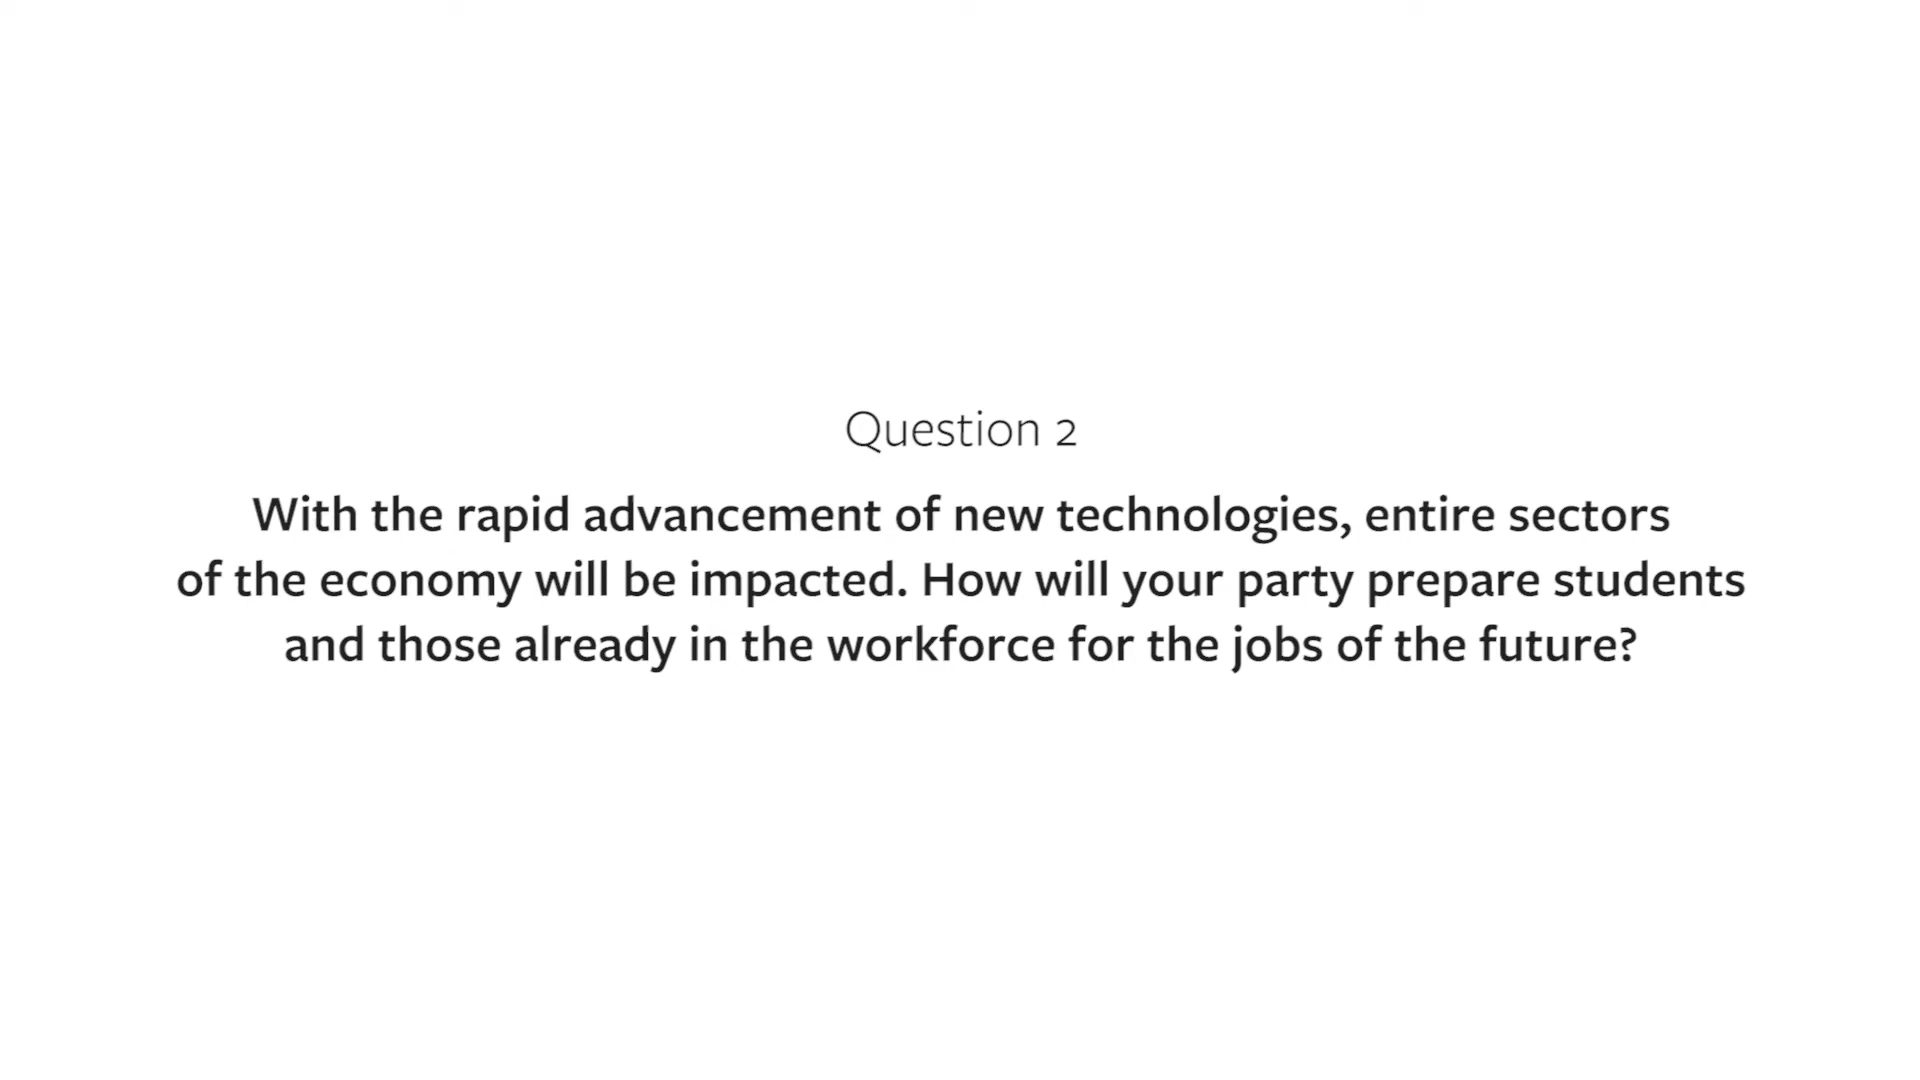 Question 2
With the rapid advancement of new technologies, entire sectors
of the economy will be impacted. How will your party prepare students
and those already in the workforce for the jobs of the future?